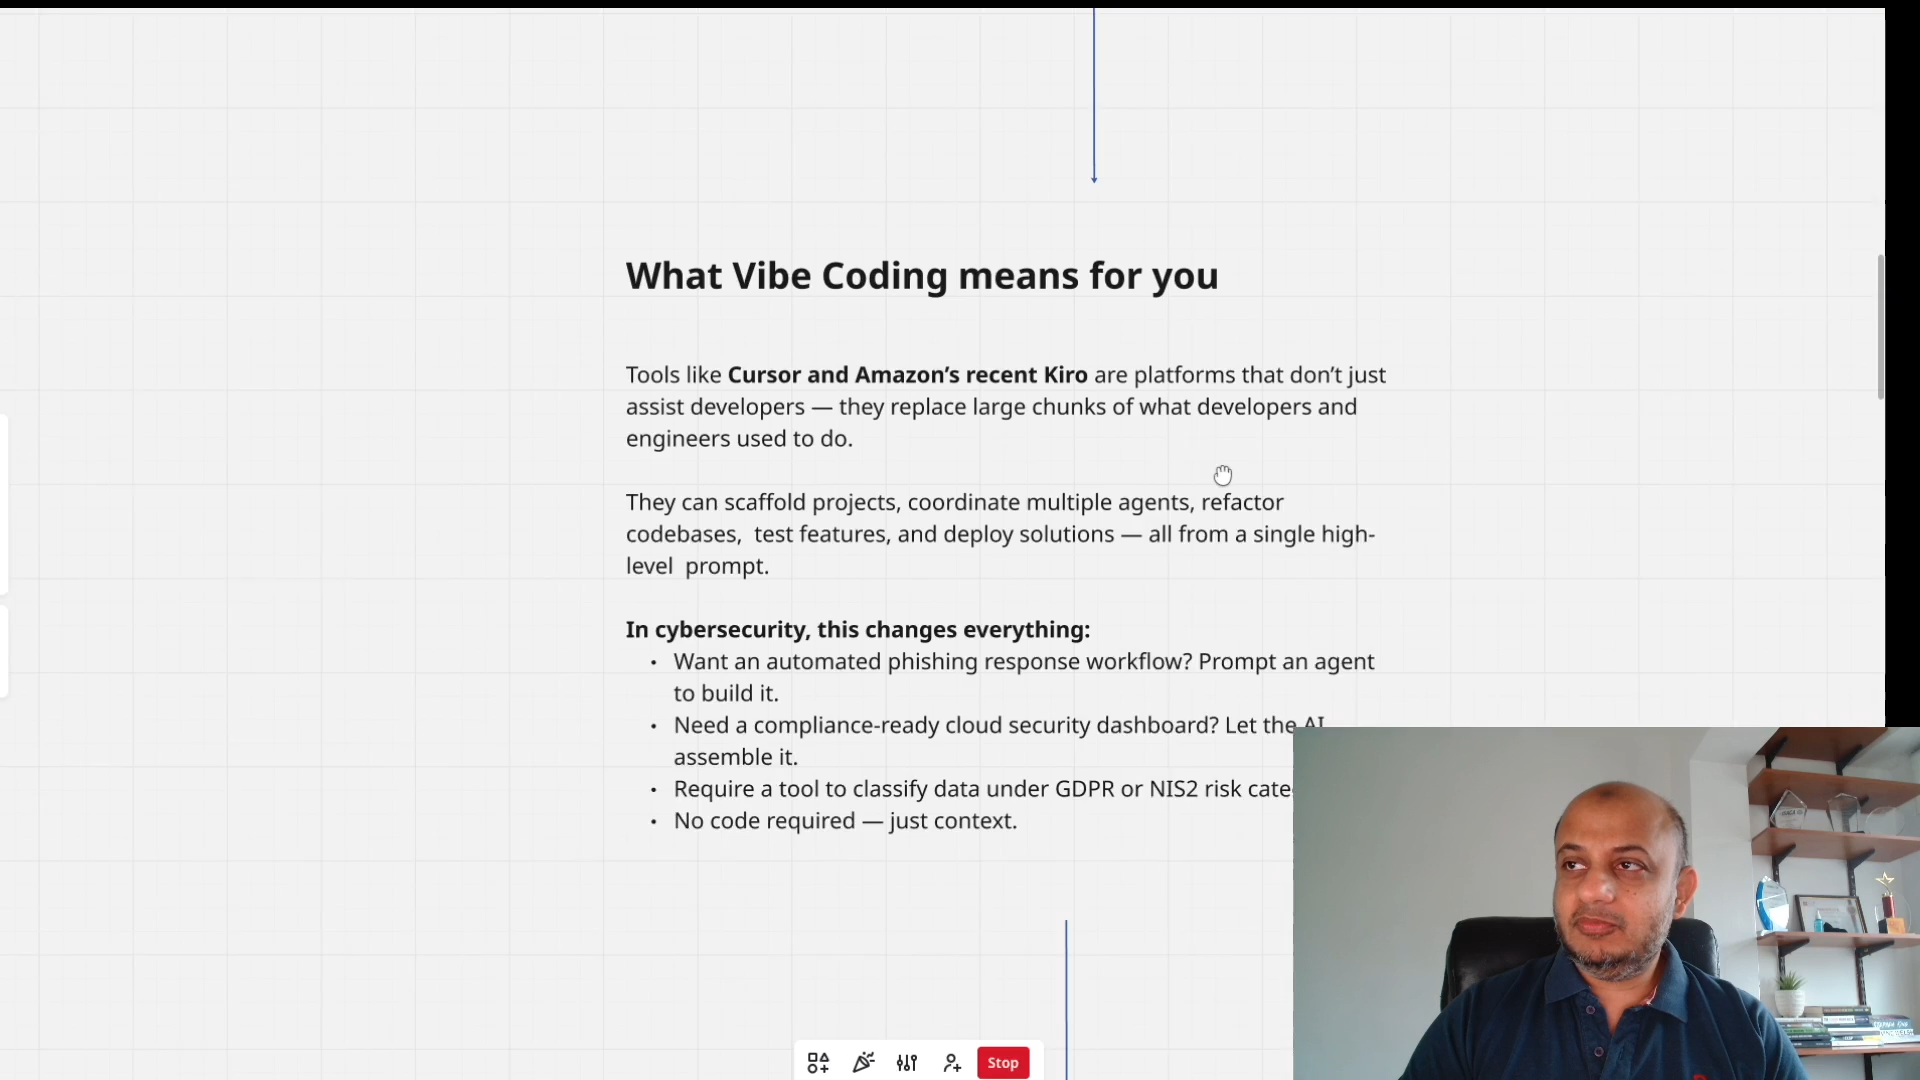 What Vibe Coding means for you
Tools like Cursor and Amazon’s recent Kiro are platforms that don’t just
assist developers — they replace large chunks of what developers and
engineers used to do.
They can scaffold projects, coordinate multiple agents, refactor
codebases,  test features, and deploy solutions — all from a single high-
level  prompt.
In cybersecurity, this changes everything:
• Want an automated phishing response workflow? Prompt an agent
to build it.
• Need a compliance-ready cloud security dashboard? Let the AI
assemble it.
• Require a tool to classify data under GDPR or NIS2 risk
• No code required — just context.
Stop